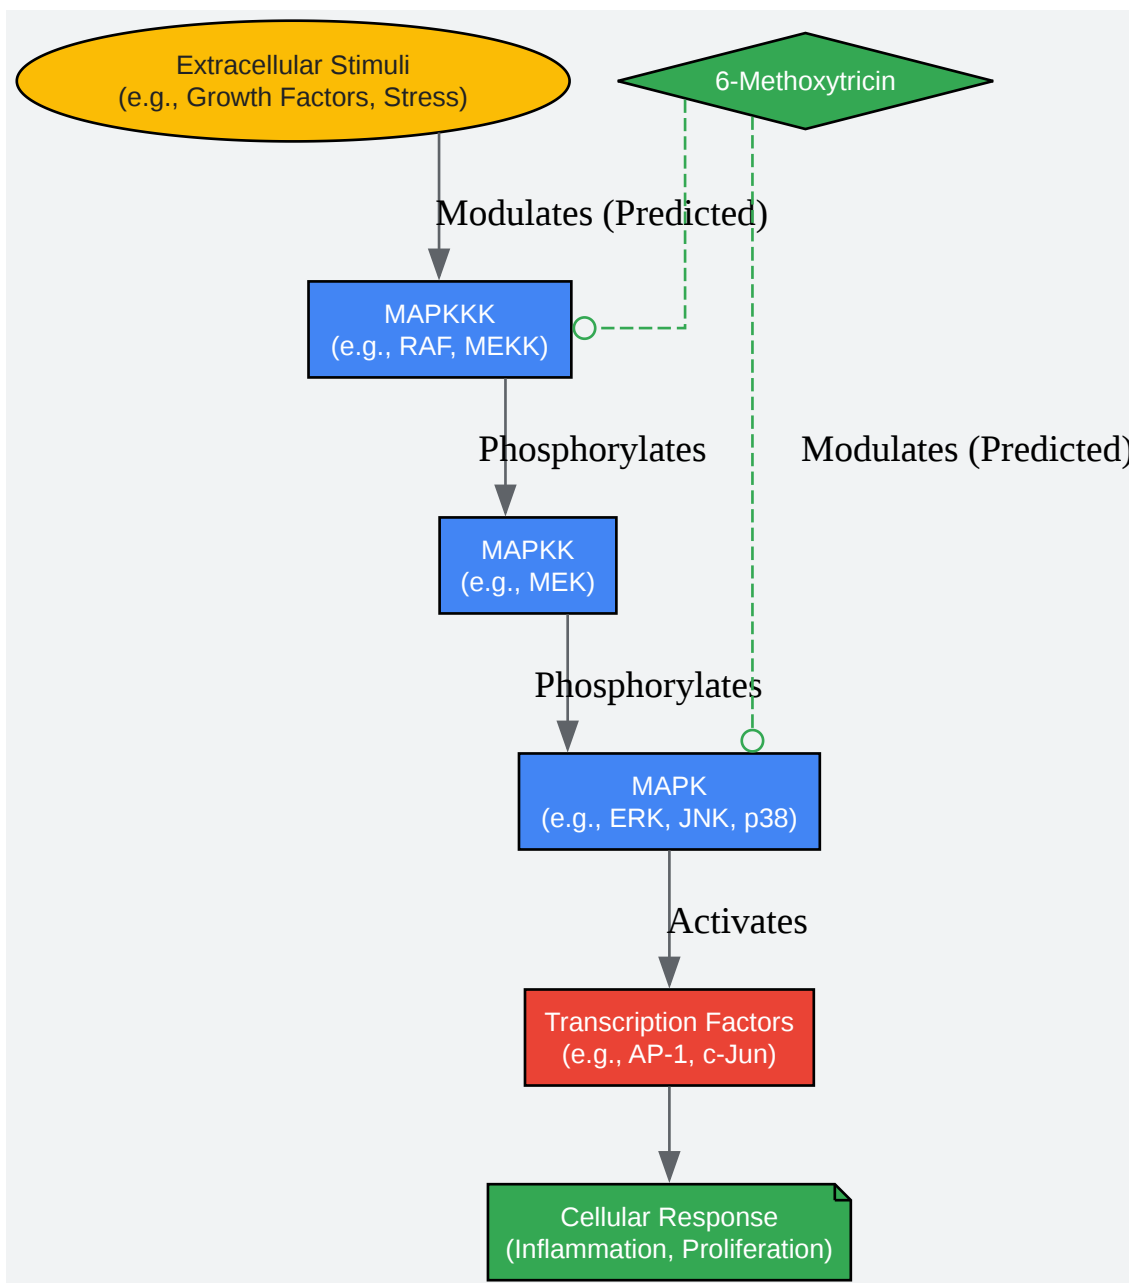 Extracellular Stimuli
(e.g., Growth Factors, Stress)
6-Methoxytricin
Modulates (Predicted)
MAPKKK
(e.g., RAF, MEKK)
Phosphorylates
Modulates (Predicted)
MAPKK
(e.g., MEK)
Phosphorylates
MAPK
(e.g., ERK, JNK, p38)
Activates
Transcription Factors
(e.g., AP-1, c-Jun)
Cellular Response
(Inflammation, Proliferation)